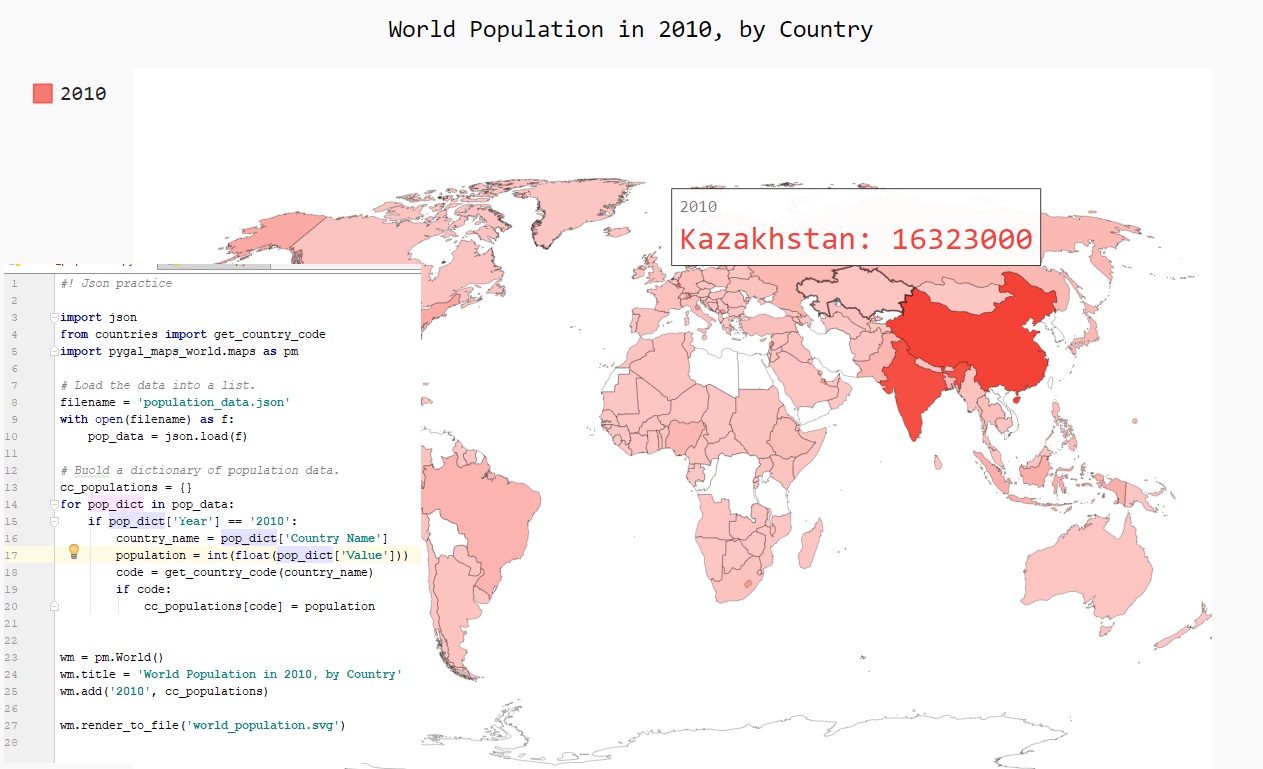 World Population in 2010, by Country
2010
2010
Kazakhstan: 16323000
1 #! Json practice
2
3 import json
4 from countries import get_country_code
5 import pygal_maps_world.maps as pm
6
7 # Load the data into a list.
8 filename = 'population_data.json'
9 with open(filename) as f:
10     pop_data = json.load(f)
11
12 # Buold a dictionary of population data.
13 cc_populations = {}
14 for pop_dict in pop_data:
15     if pop_dict['Year'] == '2010':
16         country_name = pop_dict['Country Name']
17         population = int(float(pop_dict['Value']))
18         code = get_country_code(country_name)
19         if code:
20             cc_populations[code] = population
21
22
23 wm = pm.World()
24 wm.title = 'World Population in 2010, by Country'
25 wm.add('2010', cc_populations)
26
27 wm.render_to_file('world_population.svg')
28